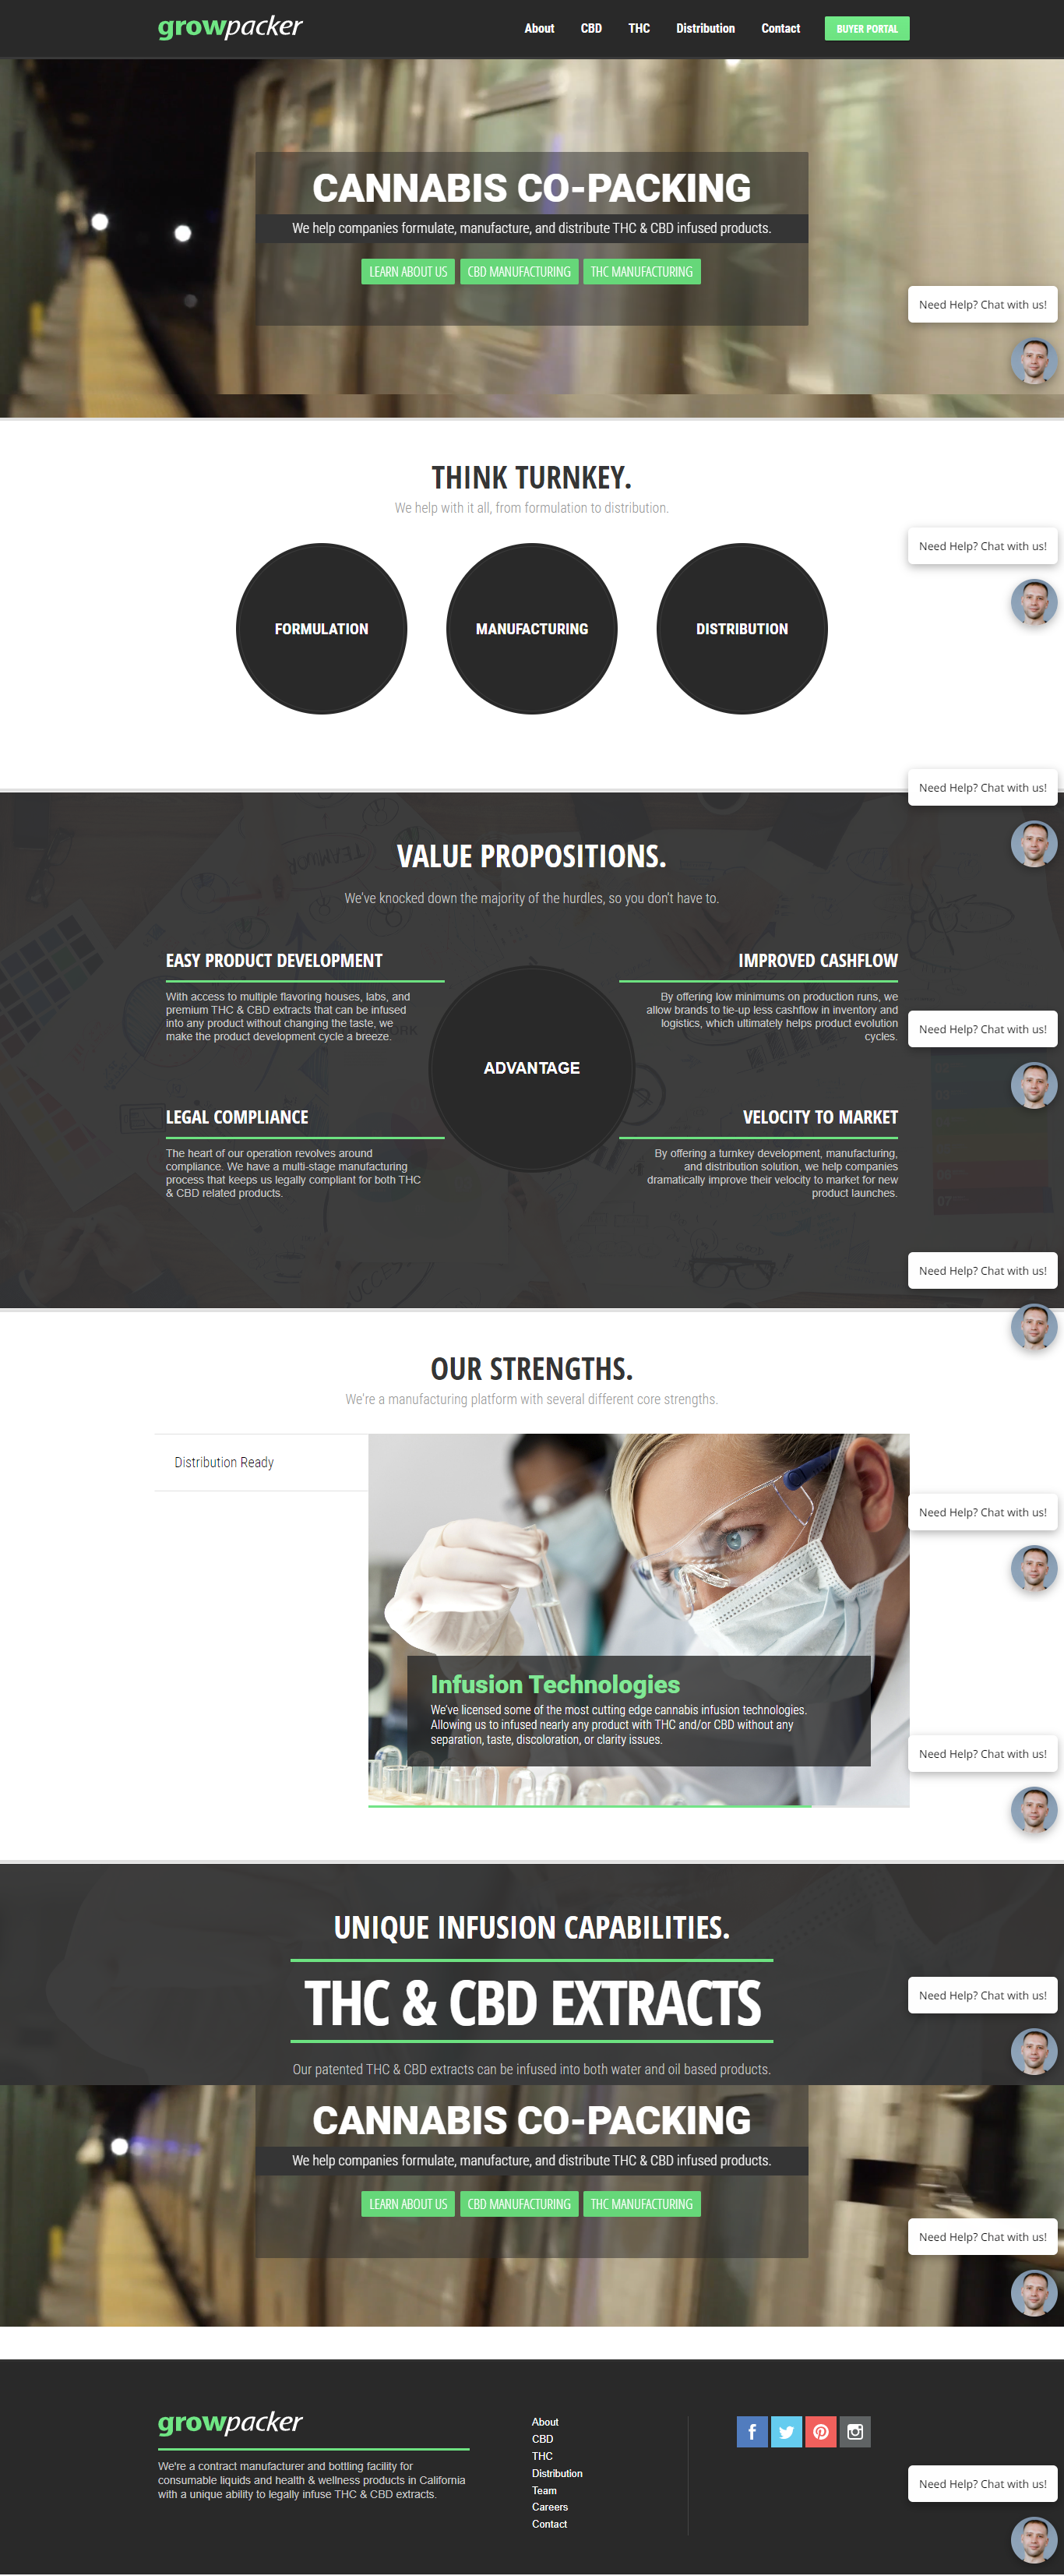 growpacker
About CBD THC Distribution Contact BUYER PORTAL
CANNABIS CO-PACKING
We help companies formulate, manufacture, and distribute THC & CBD infused products.
LEARN ABOUT US CBD MANUFACTURING THC MANUFACTURING
Need Help? Chat with us!
THINK TURNKEY.
We help with it all, from formulation to distribution.
Need Help? Chat with us!
FORMULATION MANUFACTURING DISTRIBUTION
Need Help? Chat with us!
VALUE PROPOSITIONS.
We've knocked down the majority of the hurdles, so you don't have to.
EASY PRODUCT DEVELOPMENT
With access to multiple flavoring houses, labs, and
premium THC & CBD extracts that can be infused
into any product without changing the taste, we
make the product development cycle a breeze.
IMPROVED CASHFLOW
By offering low minimums on production runs, we
allow brands to tie-up less cashflow in inventory and
logistics, which ultimately helps product evolution
cycles.
Need Help? Chat with us!
ADVANTAGE
LEGAL COMPLIANCE
The heart of our operation revolves around
compliance. We have a multi-stage manufacturing
process that keeps us legally compliant for both THC
& CBD related products.
VELOCITY TO MARKET
By offering a turnkey development, manufacturing,
and distribution solution, we help companies
dramatically improve their velocity to market for new
product launches.
Need Help? Chat with us!
OUR STRENGTHS.
We're a manufacturing platform with several different core strengths.
Distribution Ready
Need Help? Chat with us!
Infusion Technologies
We've licensed some of the most cutting edge cannabis infusion technologies.
Allowing us to infused nearly any product with THC and/or CBD without any
separation, taste, discoloration, or clarity issues.
Need Help? Chat with us!
UNIQUE INFUSION CAPABILITIES.
THC & CBD EXTRACTS
Need Help? Chat with us!
Our patented THC & CBD extracts can be infused into both water and oil based products.
CANNABIS CO-PACKING
We help companies formulate, manufacture, and distribute THC & CBD infused products.
LEARN ABOUT US CBD MANUFACTURING THC MANUFACTURING
Need Help? Chat with us!
growpacker
We're a contract manufacturer and bottling facility for
consumable liquids and health & wellness products in California
with a unique ability to legally infuse THC & CBD extracts.
About
CBD
THC
Distribution
Team
Careers
Contact
Need Help? Chat with us!